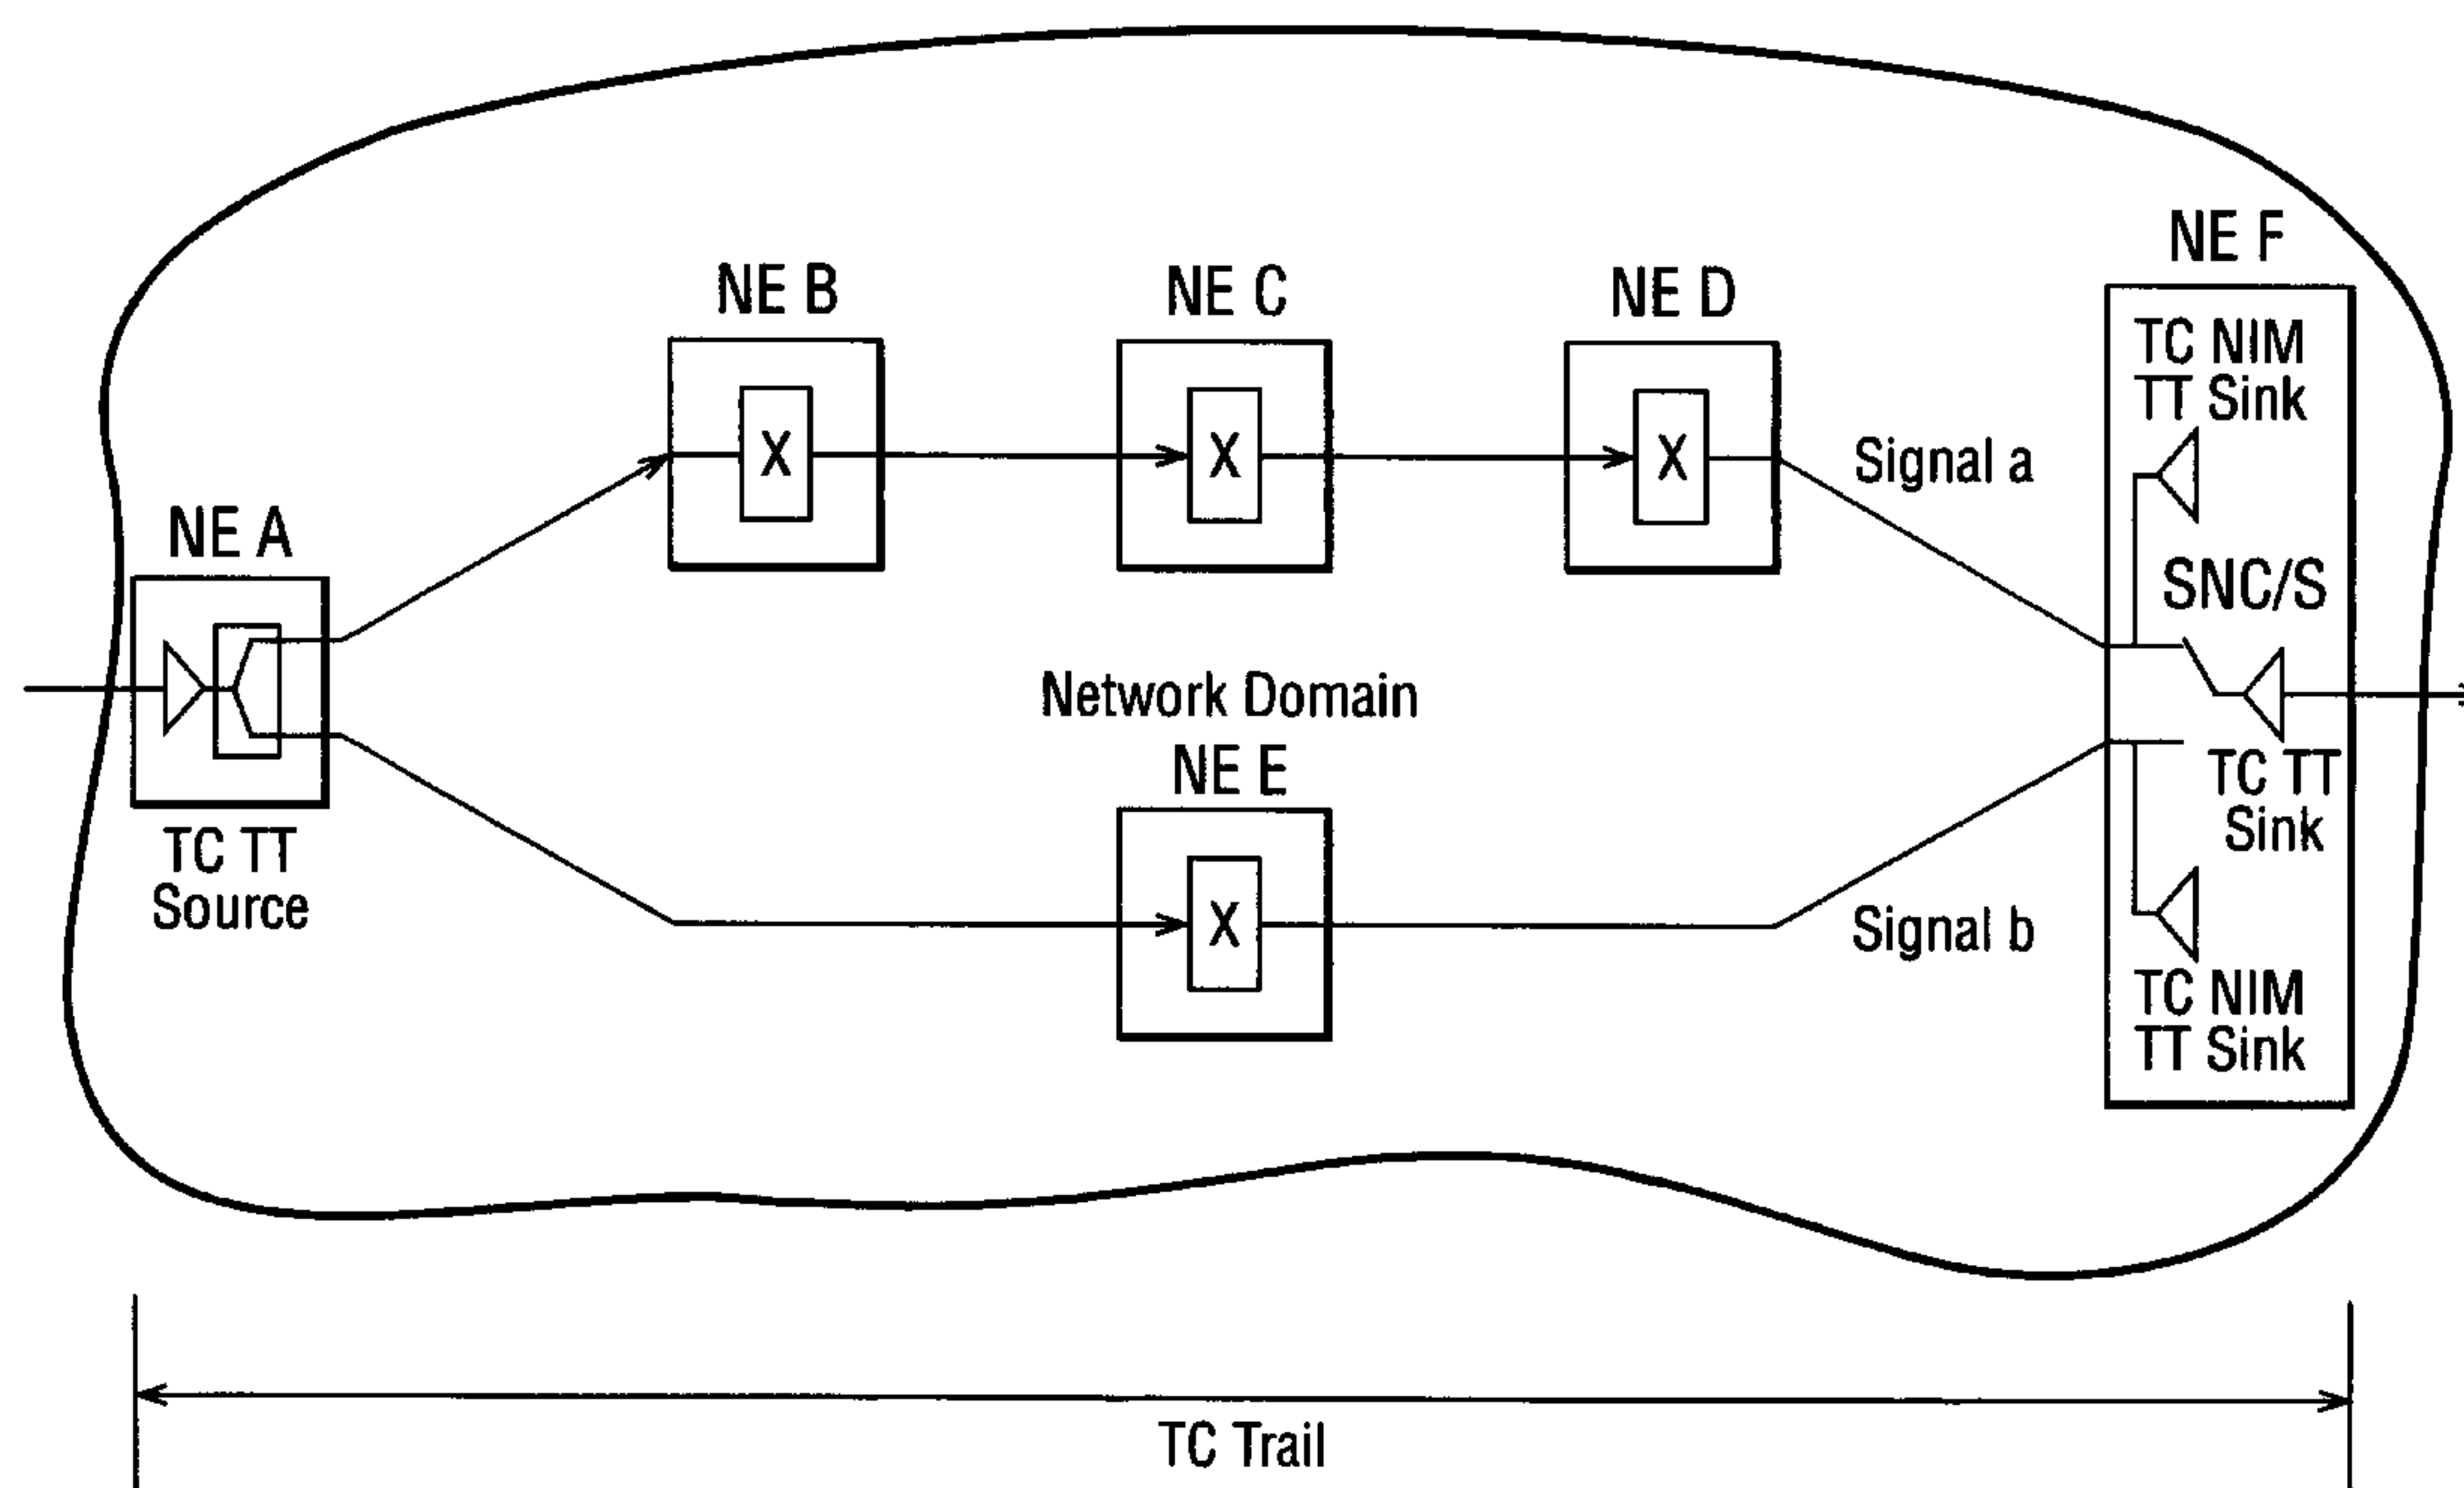 NE F
NE B
NE C
NE D
TC NIM
TT Sink
X
X
X
Signal a
NE A
SNC/S
Network Domain
NE E
TC TT
Sink
TC TT
Source
X
Signal b
TC NIM
TT Sink
TC Trail